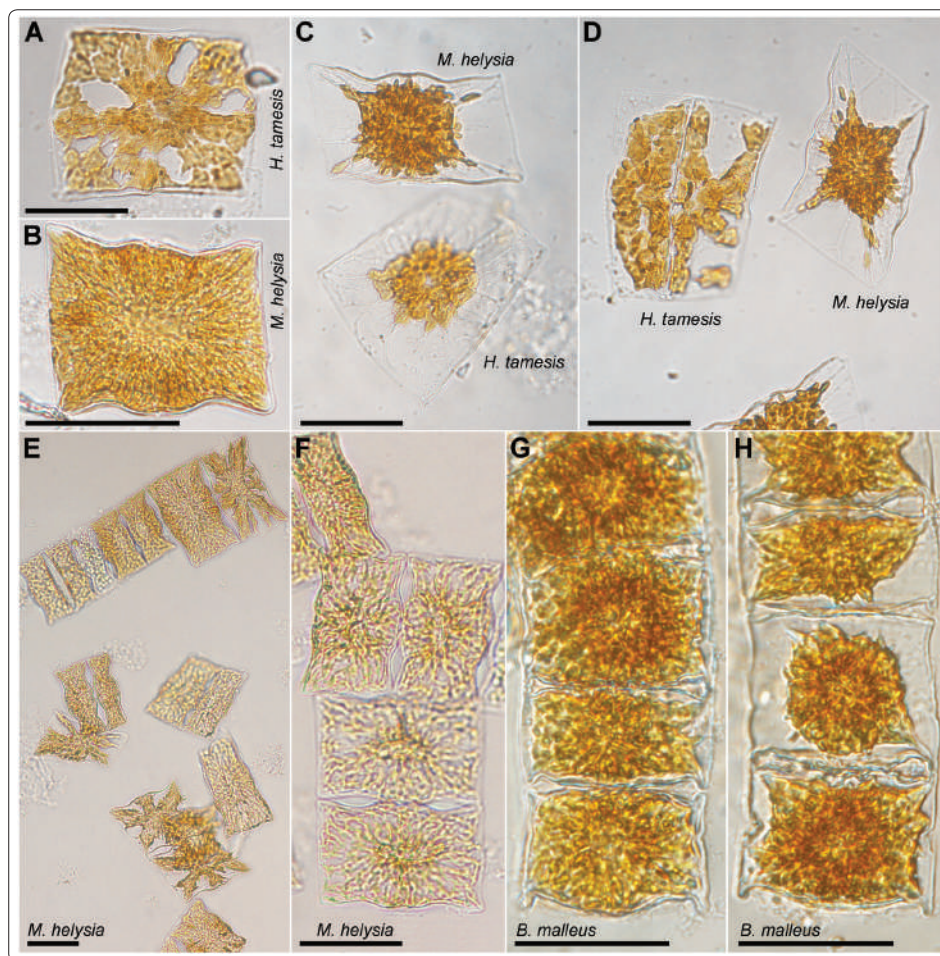 A
H. tamesis
B
M. helysia
C
M. helysia
H. tamesis
D
H. tamesis
M. helysia
E
M. helysia
F
M. helysia
G
B. malleus
H
B. malleus